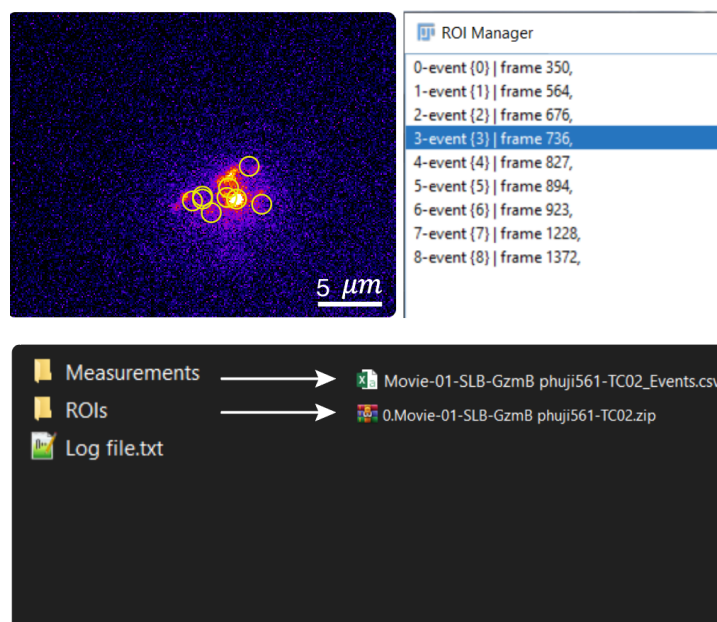 ROI Manager
0-event {0} | frame 350,
1-event {1} | frame 564,
2-event {2} | frame 676,
3-event {3} | frame 736,
4-event {4} | frame 827,
5-event {5} | frame 894,
6-event {6} | frame 923,
7-event {7} | frame 1228,
8-event {8} | frame 1372,
5 μm
Measurements
Movie-01-SLB-GzmB phuji561-TC02_Events.csv
ROIs
0.Movie-01-SLB-GzmB phuji561-TC02.zip
Log file.txt